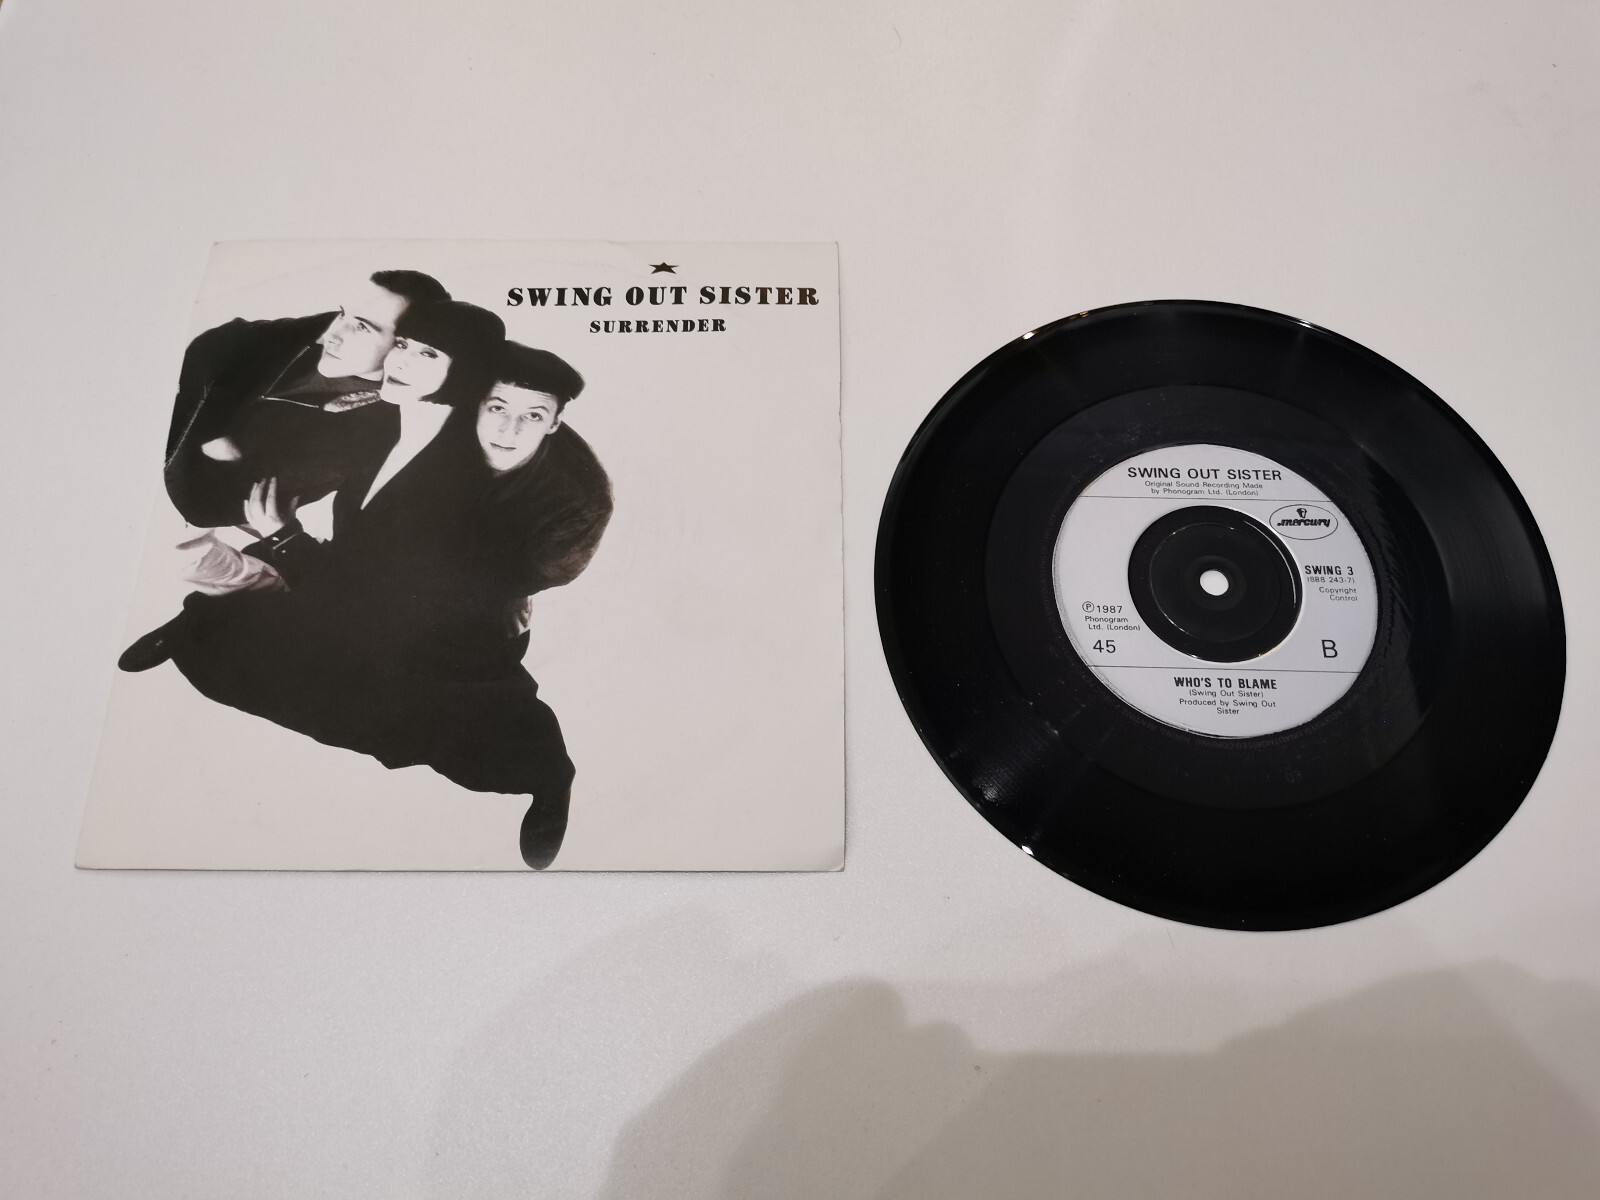 SWING OUT SISTER
SURRENDER
SWING OUT SISTER
Original Sound Recording Made
by Phonogram Ltd. (London)
mercury
SWING 3
(888 243-7)
Copyright
Control
℗1987
Phonogram
Ltd. (London)
45
B
WHO'S TO BLAME
(Swing Out Sister)
Produced by Swing Out
Sister